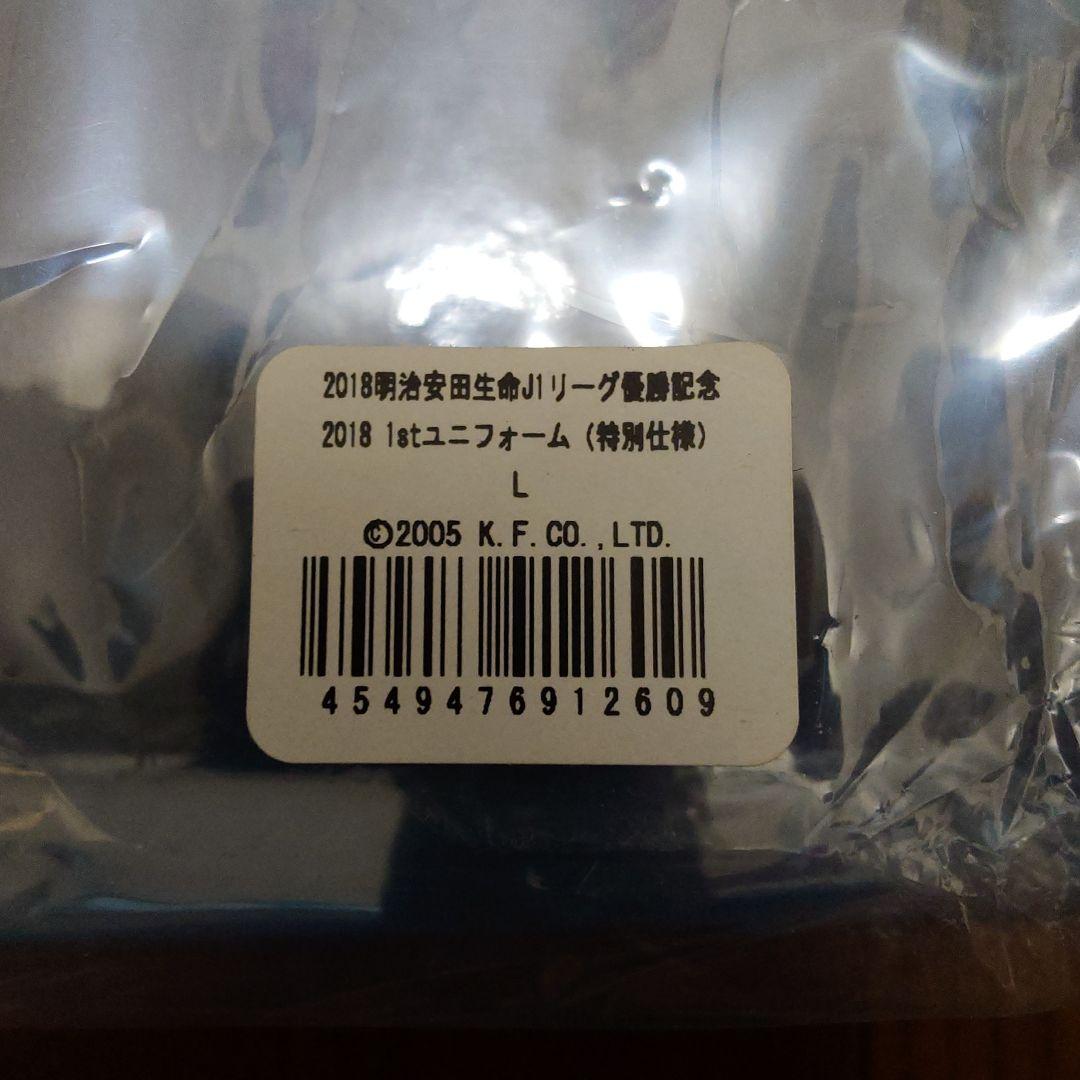 2018明治安田生命J1リーグ優勝記念
2018 1stユニフォーム（特別仕様）
L
©2005 K.F.CO.,LTD.
4549476912609